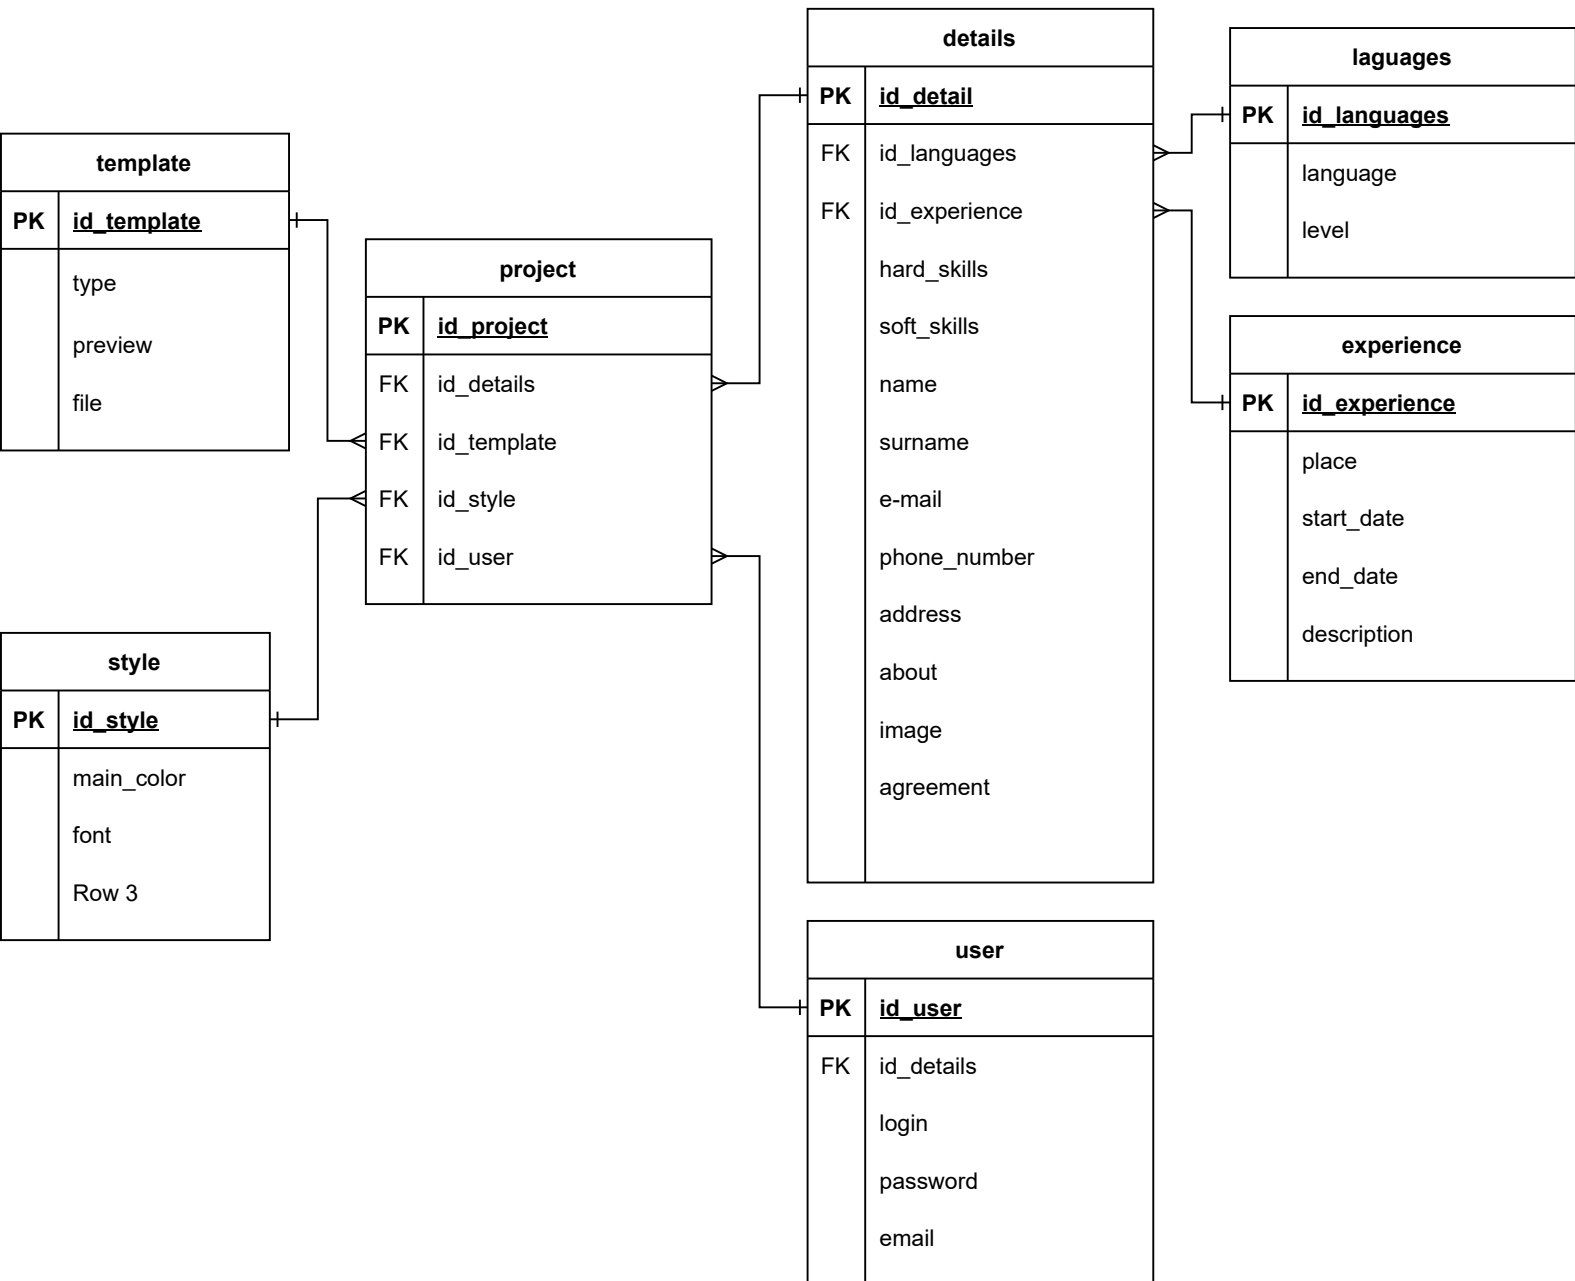 template
PK id_template
type
preview
file
style
PK id_style
main_color
font
Row 3
project
PK id_project
FK id_details
FK id_template
FK id_style
FK id_user
details
PK id_detail
FK id_languages
FK id_experience
hard_skills
soft_skills
name
surname
e-mail
phone_number
address
about
image
agreement
user
PK id_user
FK id_details
login
password
email
laguages
PK id_languages
language
level
experience
PK id_experience
place
start_date
end_date
description